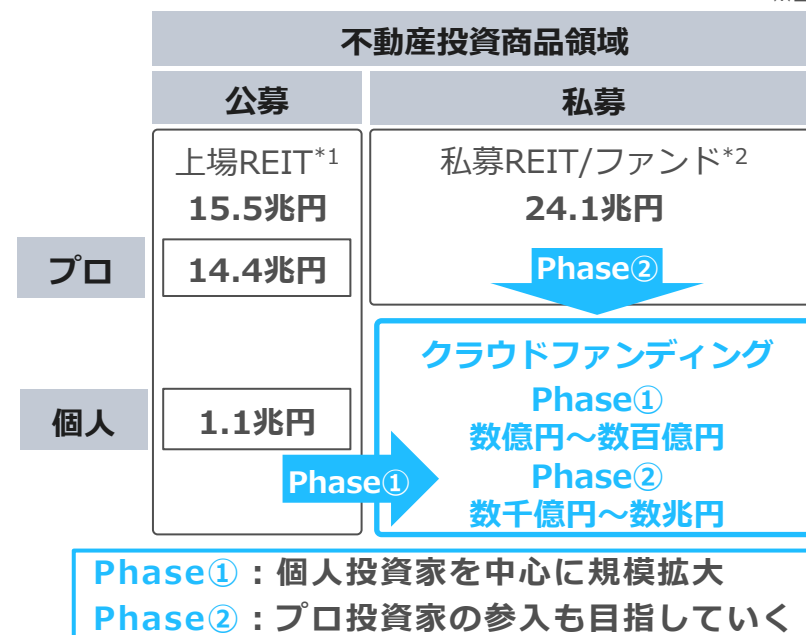 不動産投資商品領域
公募
私募
上場REIT*1
15.5兆円
私募REIT/ファンド*2
24.1兆円
プロ
14.4兆円
Phase②
クラウドファンディング
Phase①
数億円～数百億円
Phase②
数千億円～数兆円
個人
1.1兆円
Phase①
Phase①：個人投資家を中心に規模拡大
Phase②：プロ投資家の参入も目指していく